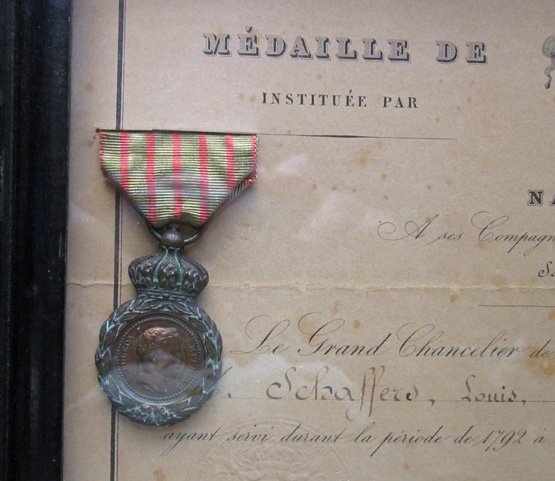 MÉDAILLE DE
INSTITUÉE PAR
NA
A ses Compagn
Le Grand Chancelier de
Schaffers, Louis,
ayant servi durant la période de 1792 à